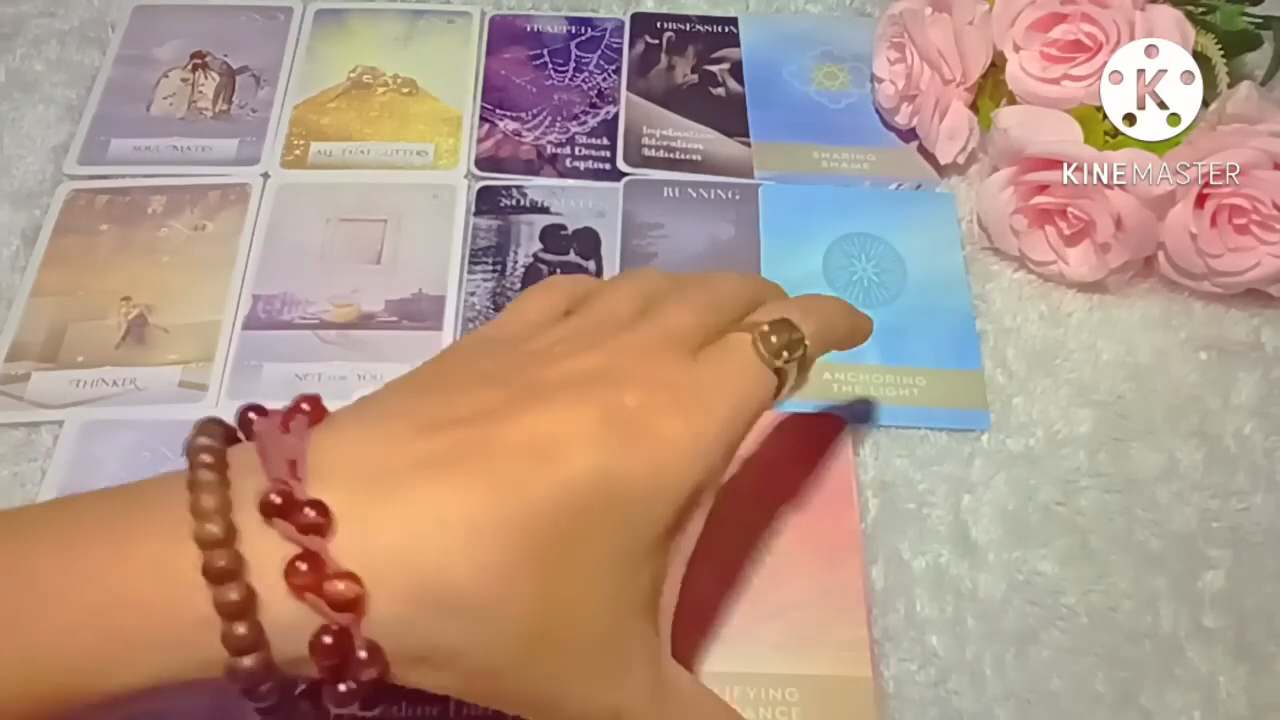 SOUL MATES
ALL THAT GLITTERS
TRAPPED
Stuck
Tied Down
Captive
OBSESSION
Infatuation
Adoration
Addiction
SHARING
SHAME
K
KINEMASTER
THINKER
NOT FOR YOU
SOULMATE
RUNNING
ANCHORING
THE LIGHT